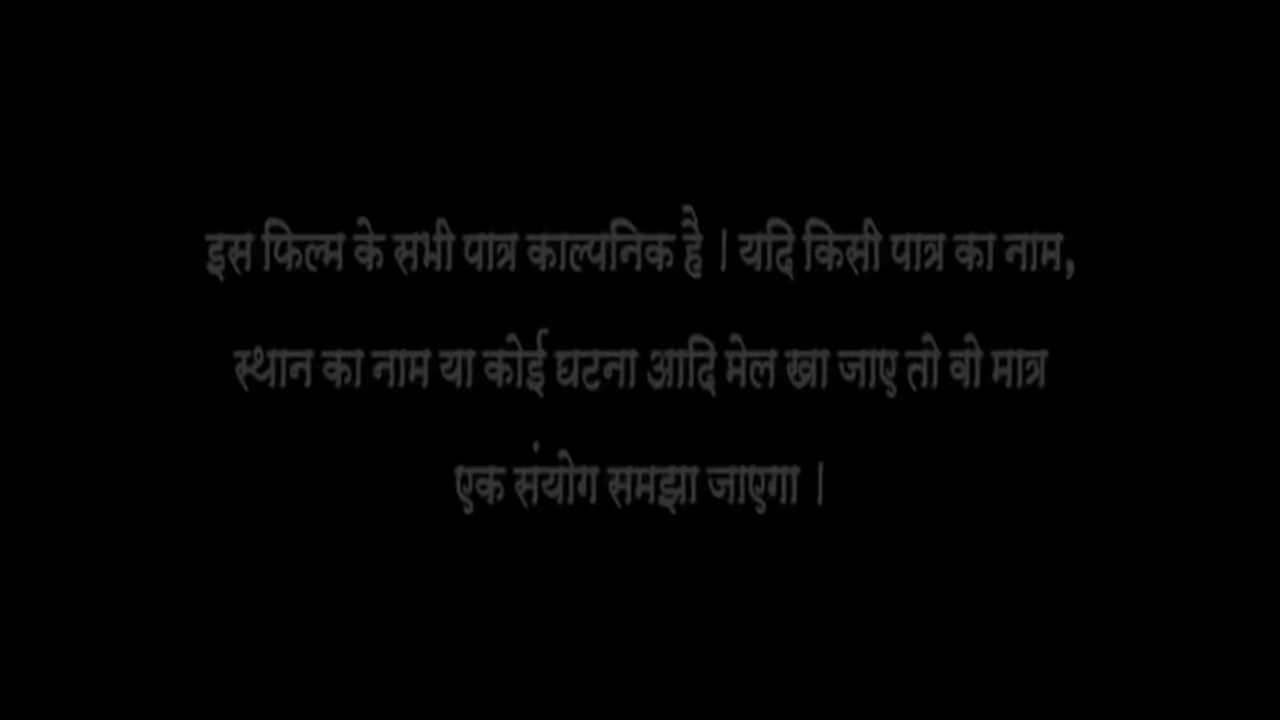 इस फिल्म के सभी पात्र काल्पनिक है । यदि किसी पात्र का नाम,
स्थान का नाम या कोई घटना आदि मेल खा जाए तो वो मात्र
एक संयोग समझा जाएगा ।